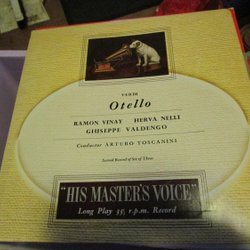 VERDI
Otello
RAMON VINAY HERVA NELLI
GIUSEPPE VALDENGO
Conductor ARTURO TOSCANINI
Second Record of Set of Three
"HIS MASTER'S VOICE"
Long Play 33⅓ r.p.m. Record